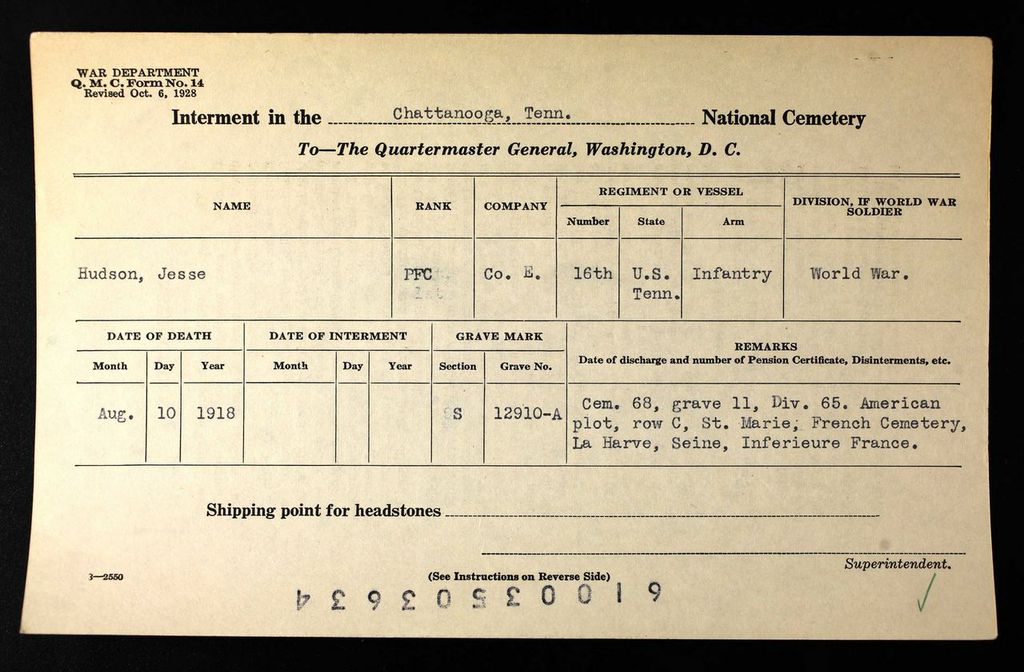 WAR DEPARTMENT
Q. M. C. Form No. 14
Revised Oct. 6, 1928
Interment in the Chattanooga, Tenn. National Cemetery
To—The Quartermaster General, Washington, D. C.
NAME RANK COMPANY REGIMENT OR VESSEL DIVISION, IF WORLD WAR SOLDIER
Number State Arm
Hudson, Jesse PFC Co. E. 16th U.S. Infantry World War.
Tenn.
DATE OF DEATH DATE OF INTERMENT GRAVE MARK REMARKS
Month Day Year Month Day Year Section Grave No. Date of discharge and number of Pension Certificate, Disinterments, etc.
Aug. 10 1918 S 12910-A Cem. 68, grave 11, Div. 65. American
plot, row C, St. Marie, French Cemetery,
La Harve, Seine, Inferieure France.
Shipping point for headstones
Superintendent.
3—2550 (See Instructions on Reverse Side)
61003503634